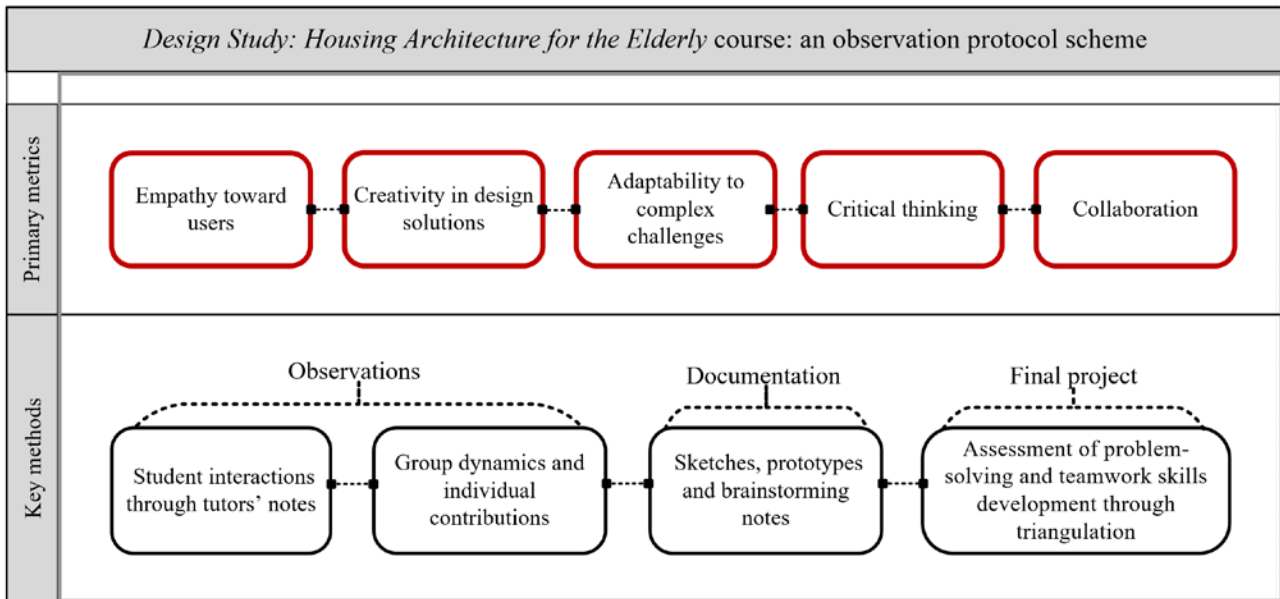 Design Study: Housing Architecture for the Elderly course: an observation protocol scheme
Primary metrics
Empathy toward
users
Creativity in design
solutions
Adaptability to
complex
challenges
Critical thinking
Collaboration
Key methods
Observations
Documentation
Final project
Student interactions
through tutors’ notes
Group dynamics and
individual
contributions
Sketches, prototypes
and brainstorming
notes
Assessment of problem-
solving and teamwork skills
development through
triangulation